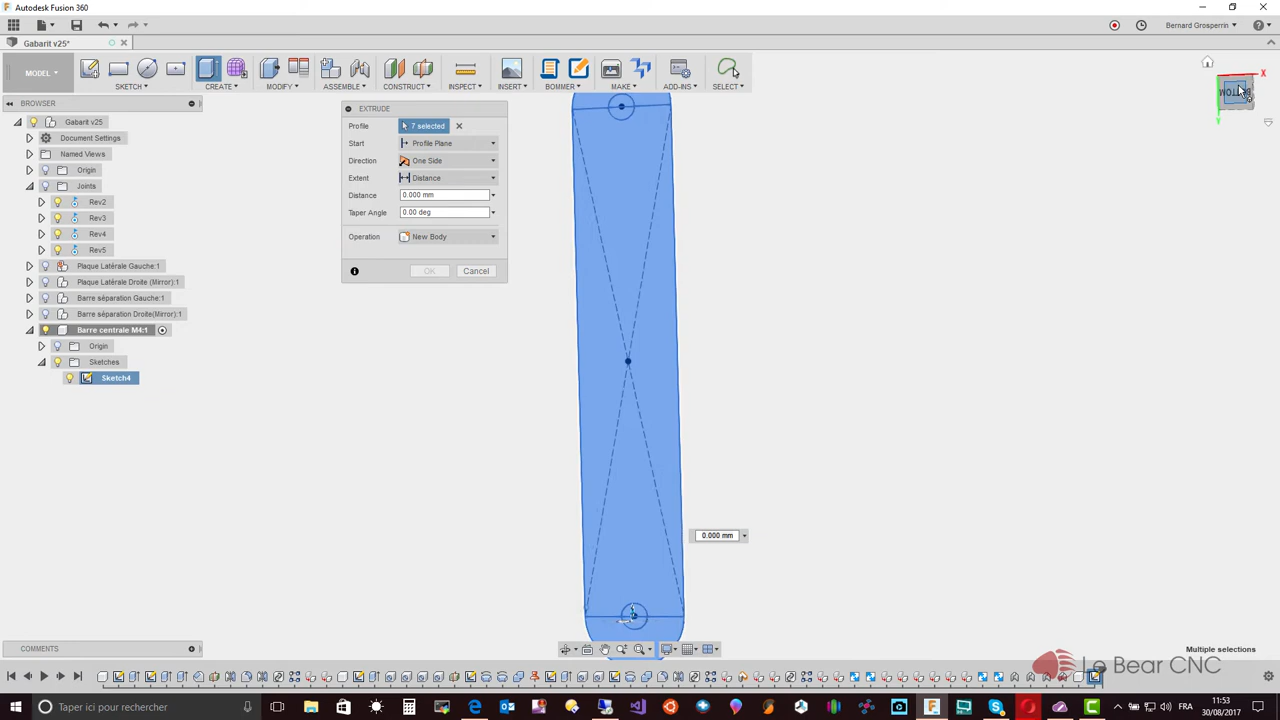 Autodesk Fusion 360
Bernard Grosperrin
Gabarit v25*
MODEL
SKETCH
CREATE
MODIFY
ASSEMBLE
CONSTRUCT
INSPECT
INSERT
BOMMER
MAKE
ADD-INS
SELECT
X
BOTTOM
Y
BROWSER
Gabarit v25
Document Settings
Named Views
Origin
Joints
Rev2
Rev3
Rev4
Rev5
Plaque Latérale Gauche:1
Plaque Latérale Droite (Mirror):1
Barre séparation Gauche:1
Barre séparation Droite(Mirror):1
Barre centrale M4:1
Origin
Sketches
Sketch4
EXTRUDE
Profile 7 selected
Start Profile Plane
Direction One Side
Extent Distance
Distance 0.000 mm
Taper Angle 0.00 deg
Operation New Body
OK Cancel
0.000 mm
COMMENTS
Multiple selections
Le Bear CNC
Taper ici pour rechercher
FR
11:53
30/08/2017